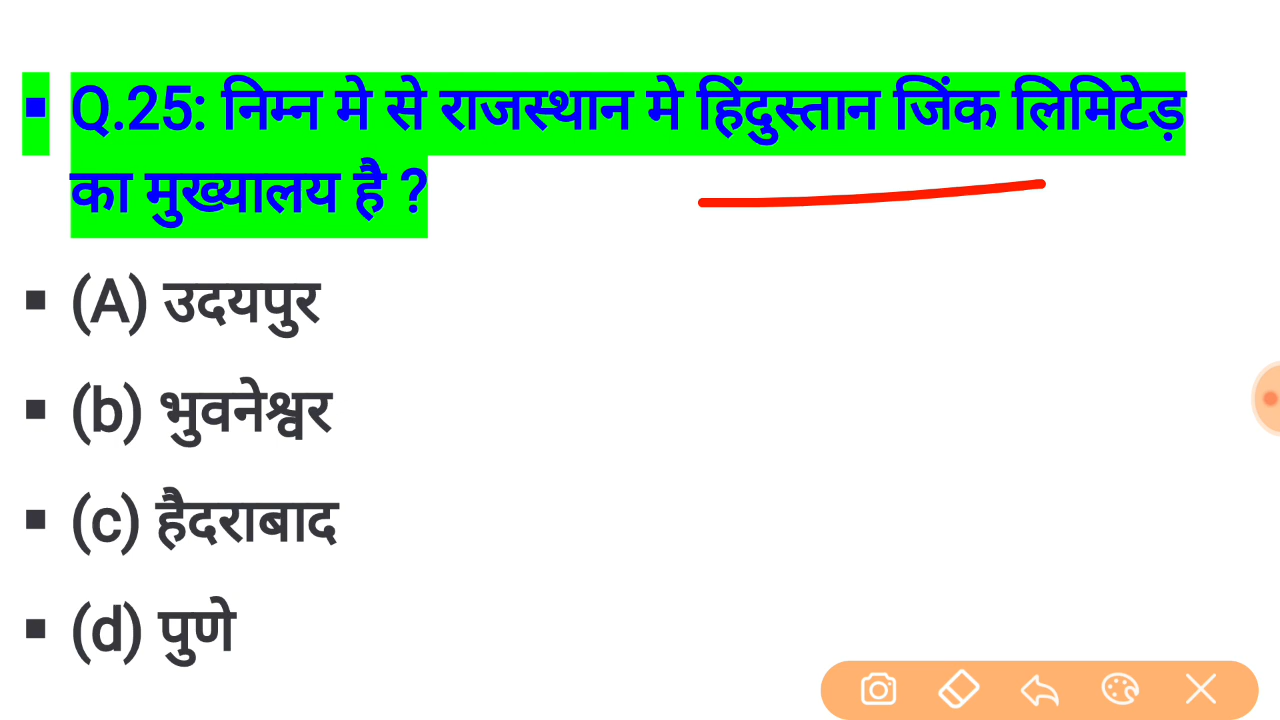 Q.25: निम्न मे से राजस्थान मे हिंदुस्तान जिंक लिमिटेड़
का मुख्यालय है ?
(A) उदयपुर
(b) भुवनेश्वर
(c) हैदराबाद
(d) पुणे